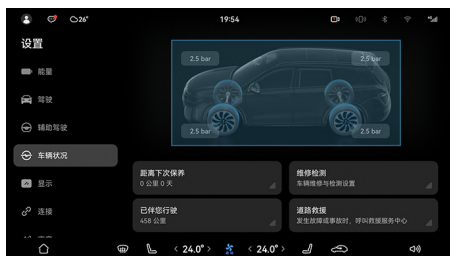 26°
19:54
设置
2.5 bar
2.5 bar
能量
驾驶
辅助驾驶
2.5 bar
2.5 bar
车辆状况
距离下次保养
0 公里 0 天
维修检测
车辆维修与检测设置
显示
连接
已伴您行驶
458 公里
道路救援
发生故障或事故时，呼叫救援服务中心
24.0°
24.0°